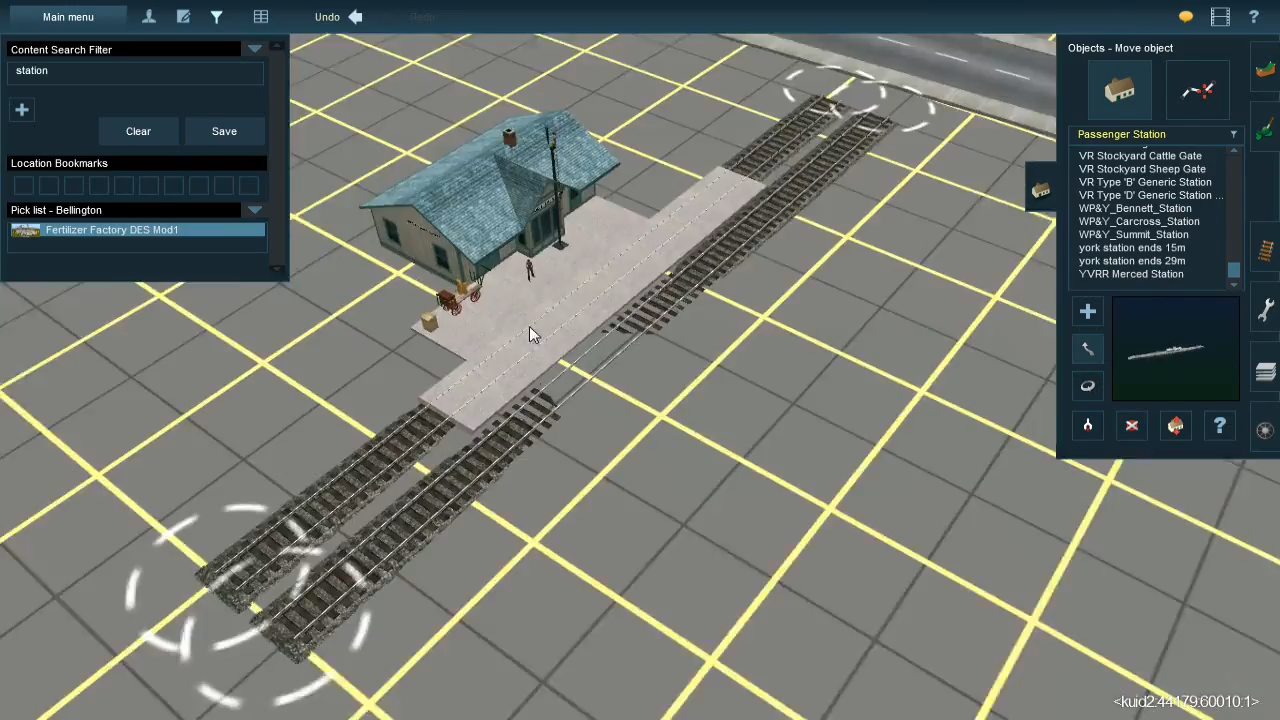 Main menu
Undo
Redo
?
Content Search Filter
station
Clear
Save
Location Bookmarks
Pick list - Bellington
Fertilizer Factory DES Mod1
Objects - Move object
Passenger Station
VR Stockyard Cattle Gate
VR Stockyard Sheep Gate
VR Type 'B' Generic Station
VR Type 'D' Generic Station ...
WP&Y_Bennett_Station
WP&Y_Carcross_Station
WP&Y_Summit_Station
york station ends 15m
york station ends 29m
YVRR Merced Station
?
<kuid2:44179:60010:1>